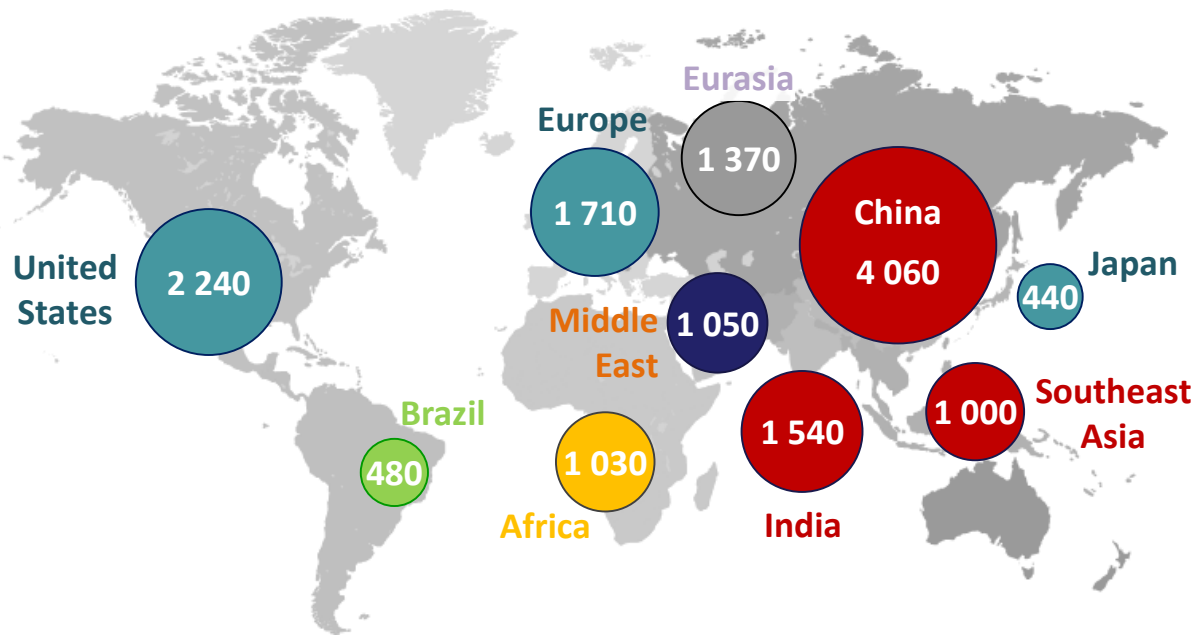 Eurasia
1 370
Europe
1 710
China
4 060
United
States
2 240
Japan
440
Middle
East
1 050
Brazil
480
Africa
1 030
1 540
India
1 000
Southeast
Asia